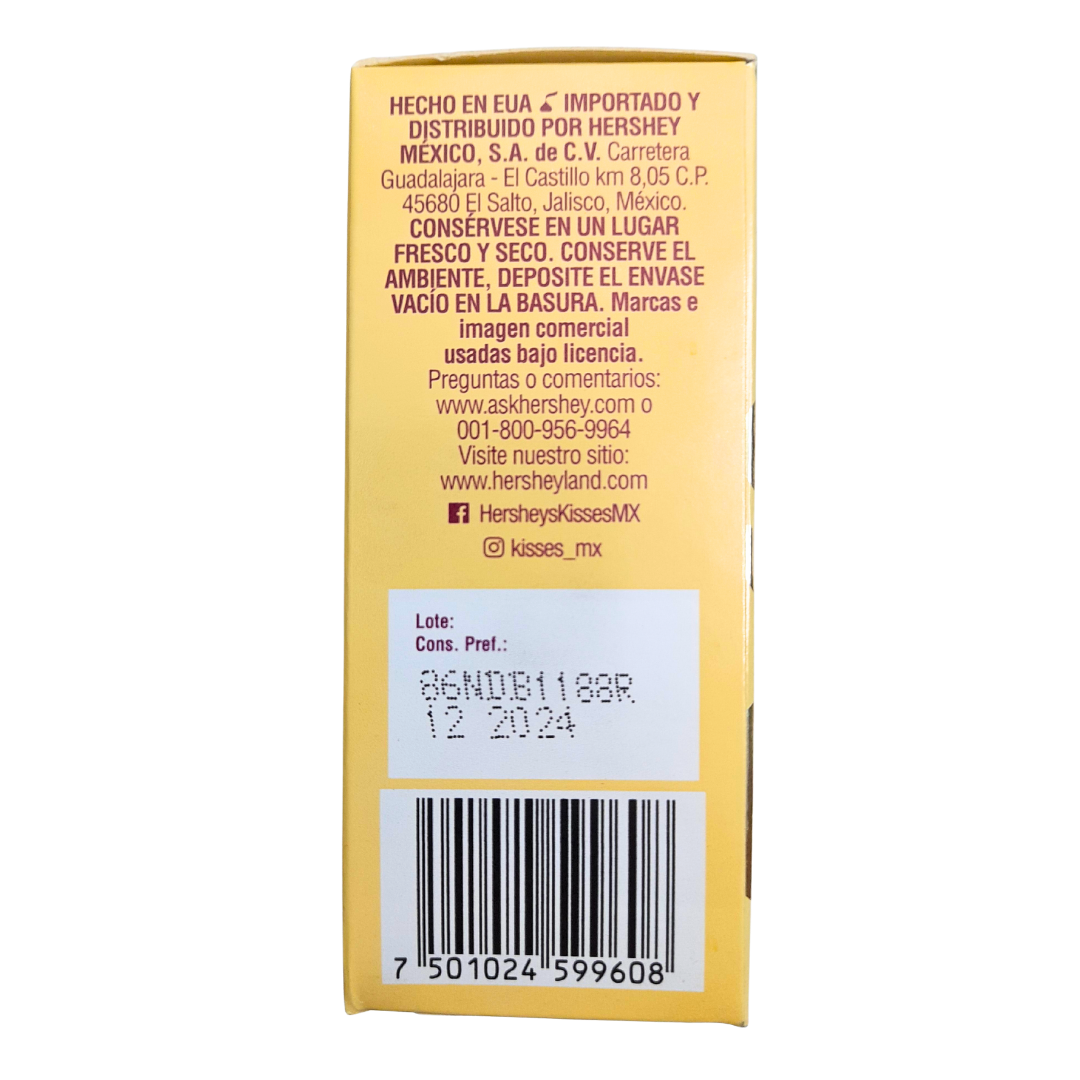 HECHO EN EUA IMPORTADO Y
DISTRIBUIDO POR HERSHEY
MÉXICO, S.A. de C.V. Carretera
Guadalajara - El Castillo km 8,05 C.P.
45680 El Salto, Jalisco, México.
CONSÉRVESE EN UN LUGAR
FRESCO Y SECO. CONSERVE EL
AMBIENTE, DEPOSITE EL ENVASE
VACÍO EN LA BASURA. Marcas e
imagen comercial
usadas bajo licencia.
Preguntas o comentarios:
www.askhershey.com o
001-800-956-9964
Visite nuestro sitio:
www.hersheyland.com
HersheysKissesMX
kisses_mx
Lote:
Cons. Pref.:
86NDB1188R
12 2024
7 501024 599608